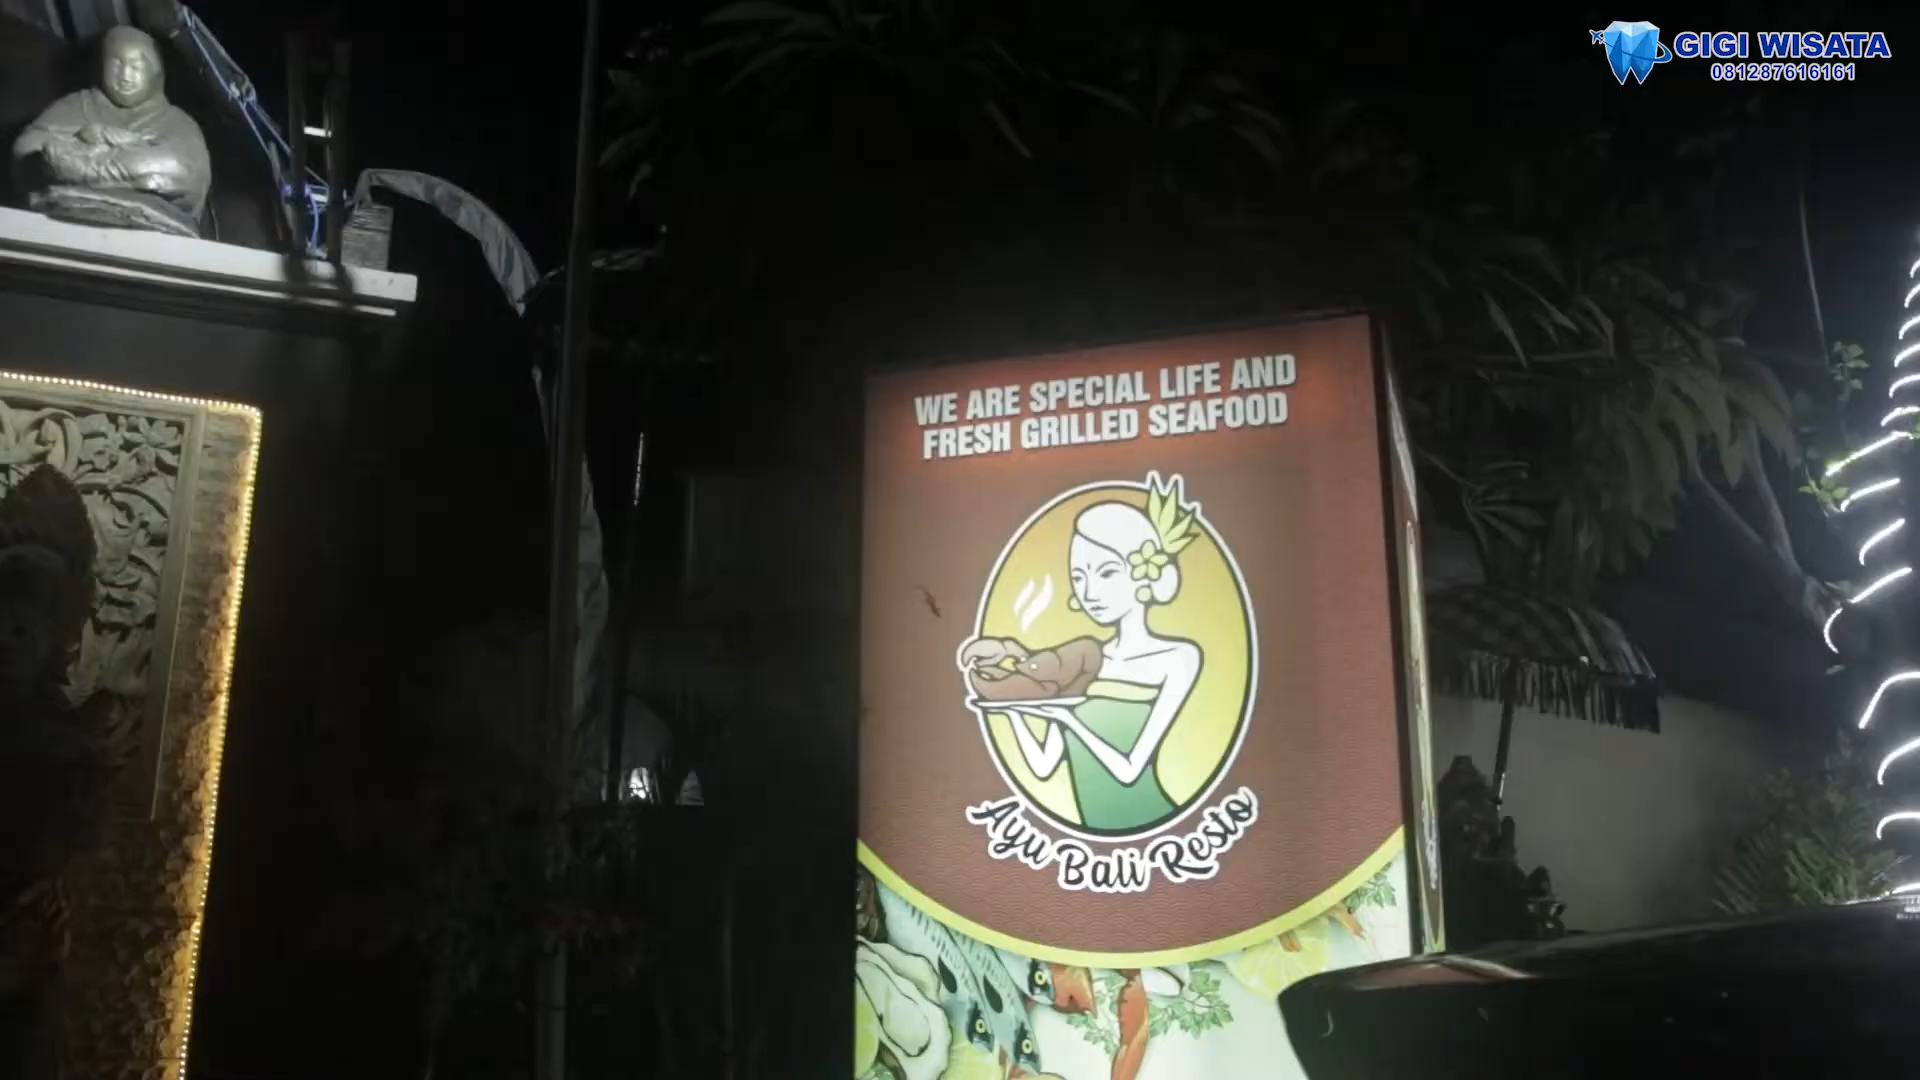 GIGI WISATA
081287616161
WE ARE SPECIAL LIFE AND
FRESH GRILLED SEAFOOD
Ayu Bali Resto